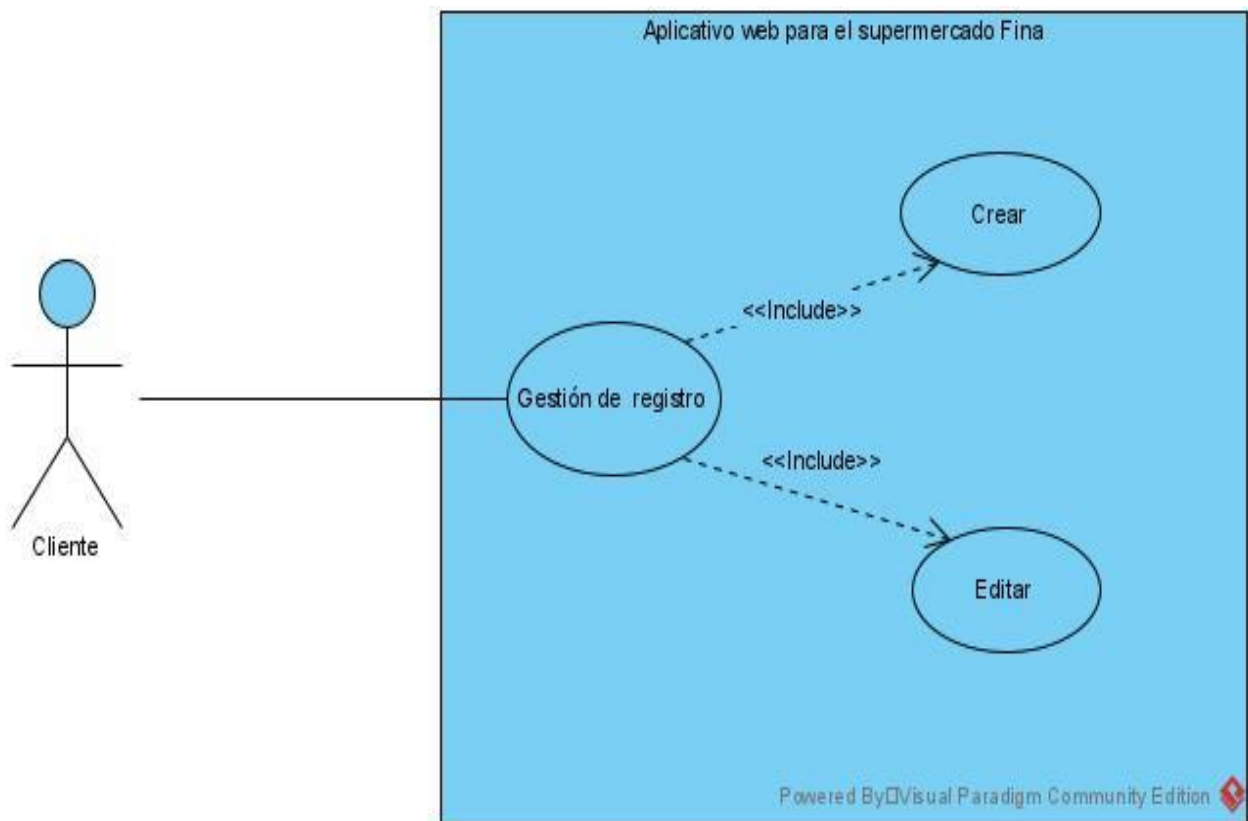 Aplicativo web para el supermercado Fina
Crear
<<Include>>
Gestión de registro
<<Include>>
Cliente
Editar
Powered By Visual Paradigm Community Edition